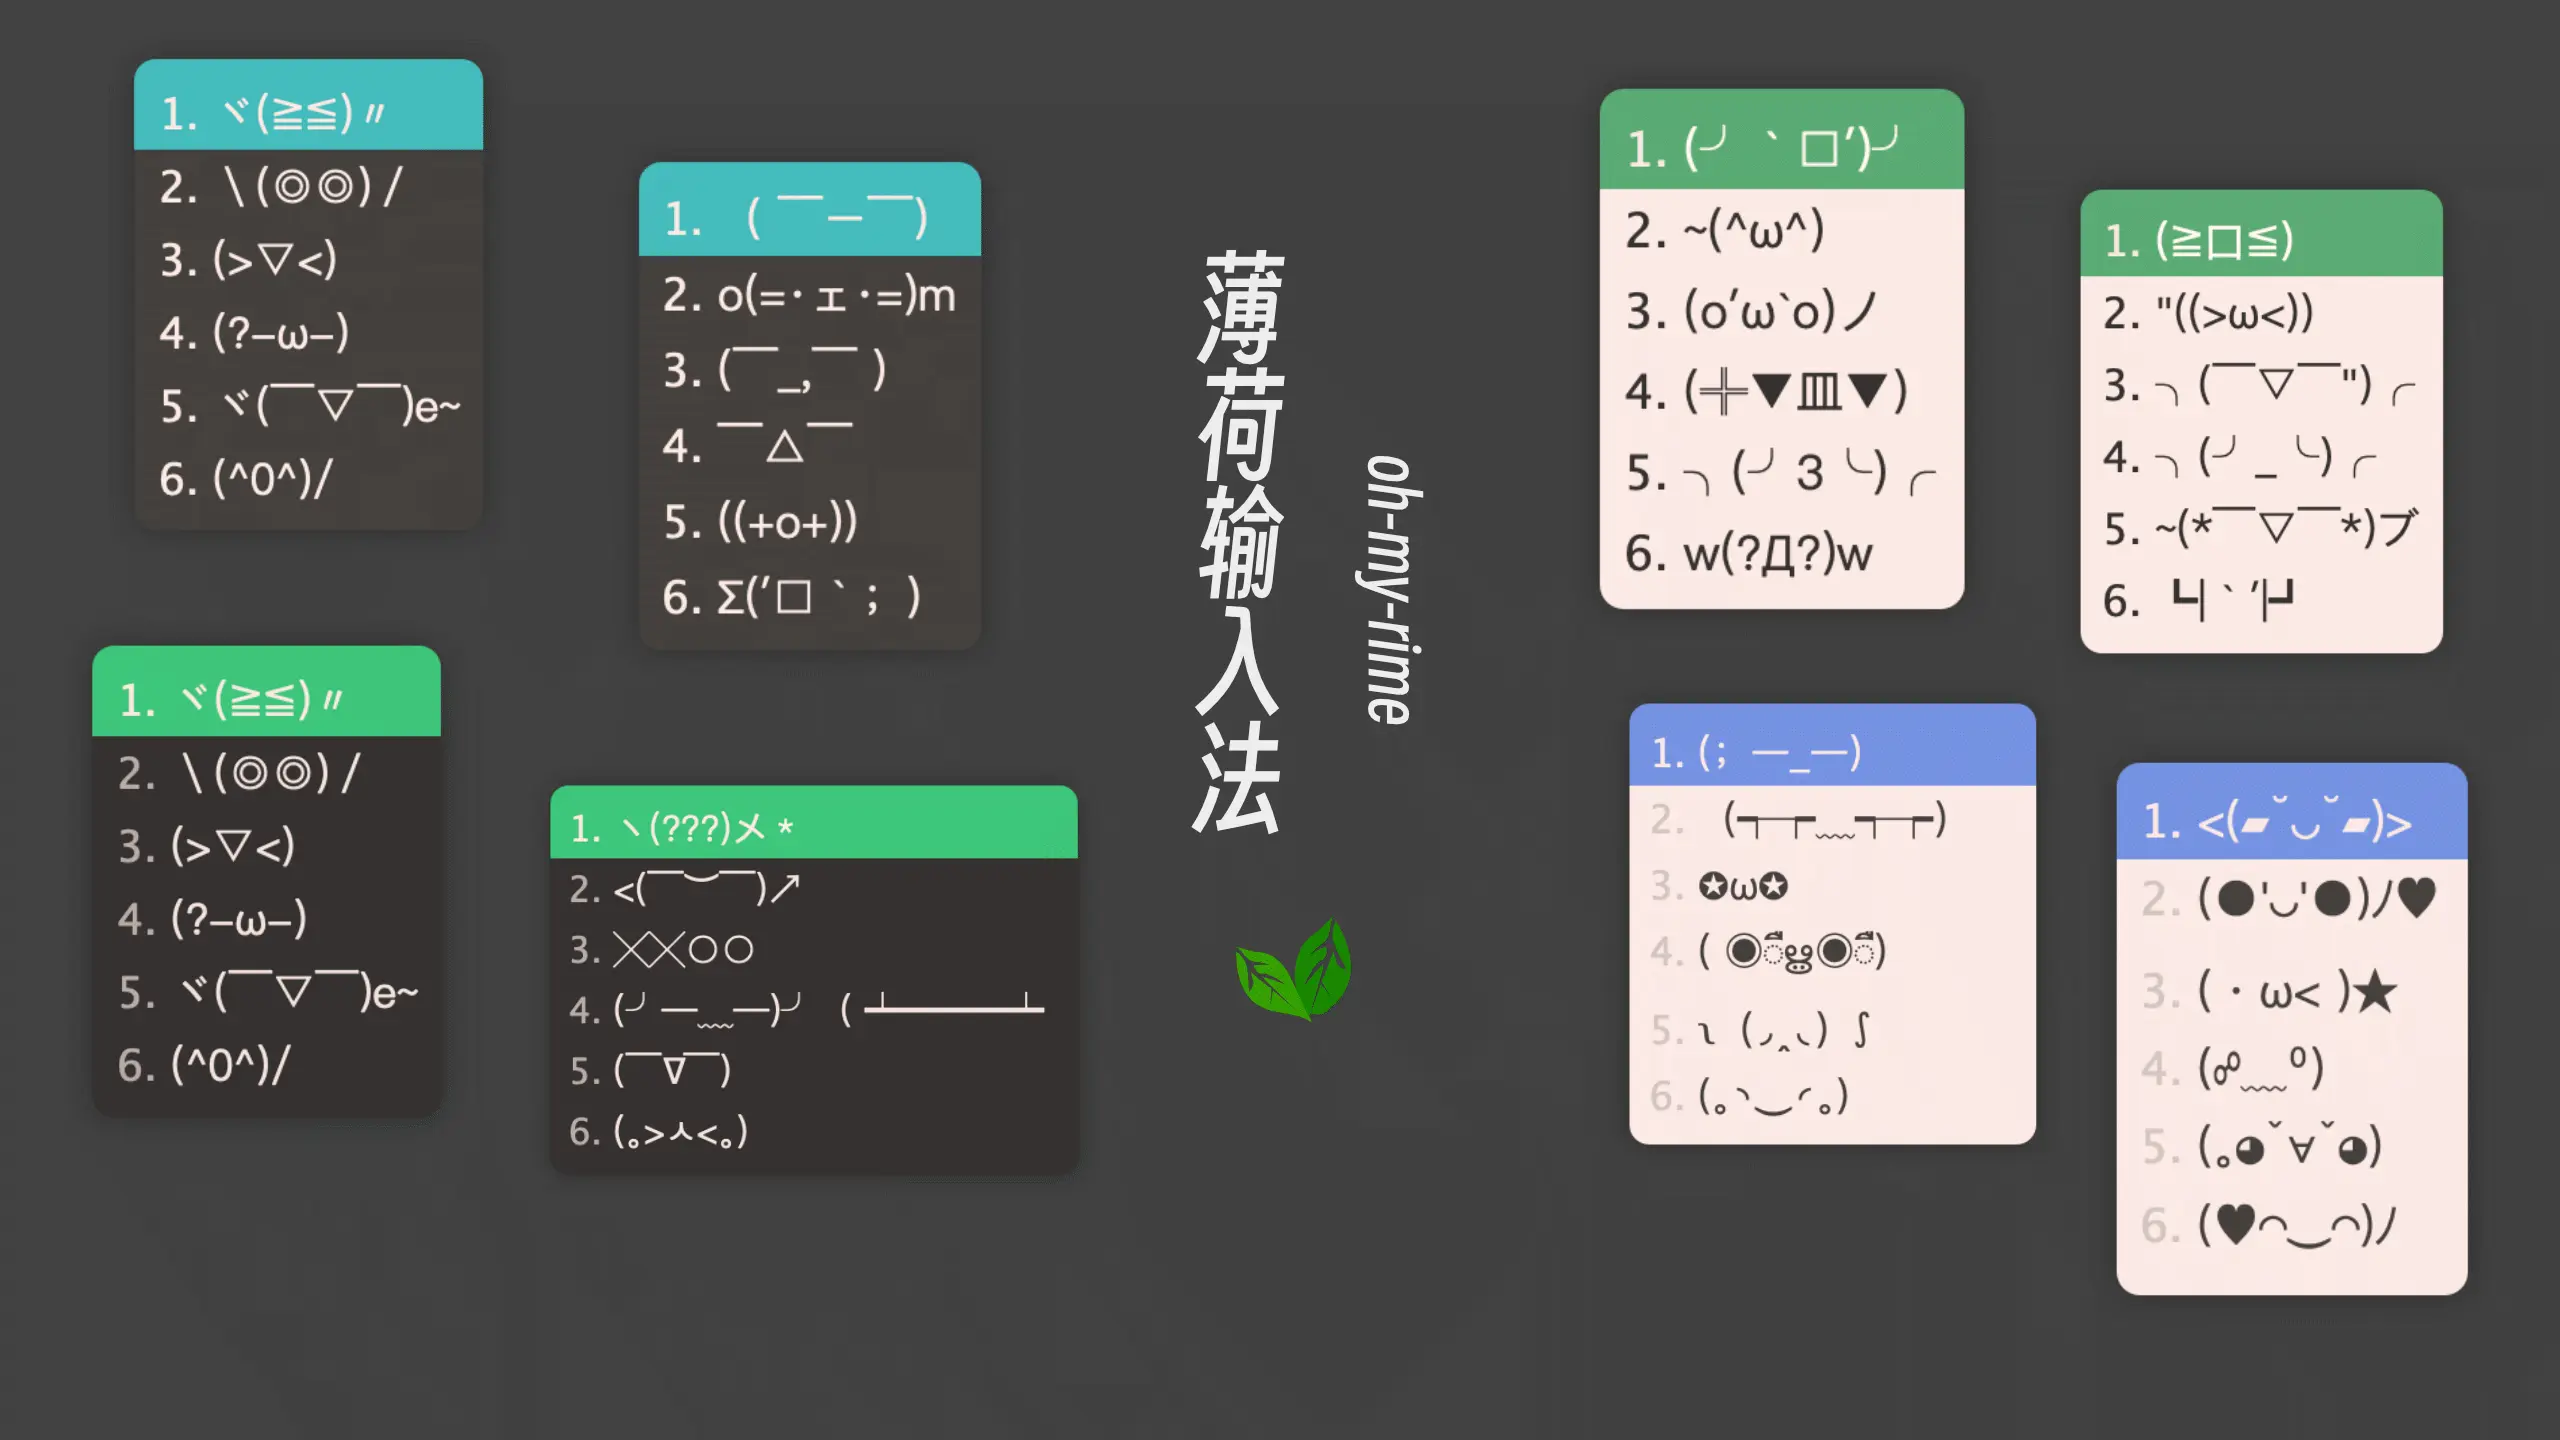 1. ヾ(≧≦)〃
2. \(◎◎)/
3. (>▽<)
4. (?–ω–)
5. ヾ(￣▽￣)e~
6. (^0^)/
1. (￣—￣)
2. o(=·ェ·=)m
3. (￣_,￣ )
4. ￣△￣
5. ((+o+))
6. Σ(′□｀；)
1. ヾ(≧≦)〃
2. \(◎◎)/
3. (>▽<)
4. (?–ω–)
5. ヾ(￣▽￣)e~
6. (^0^)/
1. ヽ(???)メ *
2. <(￣︶￣)↗
3. ╳╳○○
4. (╯—﹏—)╯ ( ┷━━━┷
5. (￣∇￣)
6. (｡>ㅅ<｡)
薄荷输入法
oh-my-rime
1. (╯｀□′)╯
2. ~(^ω^)
3. (o′ω`o)ノ
4. (╬▼皿▼)
5. ╮(╯3╰)╭
6. w(?Д?)w
1. (≧口≦)
2. "((>ω<))
3. ╮(￣▽￣")╭
4. ╮(╯_╰)╭
5. ~(*￣▽￣*)ブ
6. ┗|｀′|┛
1. (；—_—)
2. (┭┮﹏┭┮)
3. ✪ω✪
5. ʅ（◞‸◟）ʃ
6. (｡◝‿◜｡)
1. <(▰˘◡˘▰)>
2. (●'◡'●)ﾉ♥
3. (・ω< )★
4. (☍﹏⁰)
5. (｡◕ˇ∀ˇ◕)
6. (♥◠‿◠)ﾉ